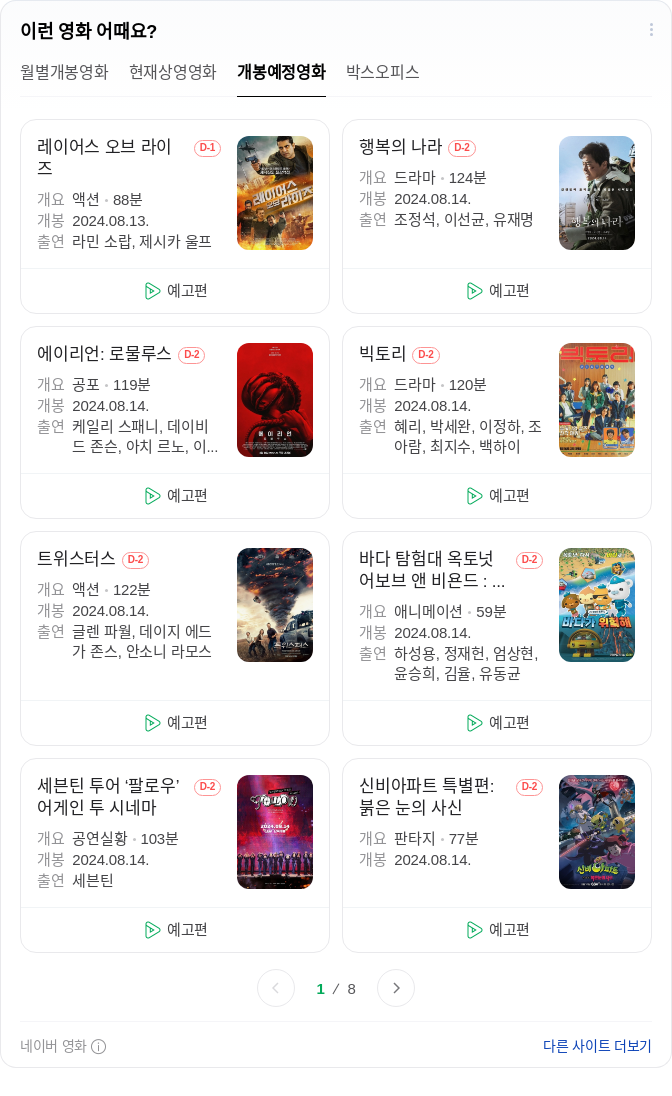 이런 영화 어때요?
월별개봉영화 현재상영영화 개봉예정영화 박스오피스
레이어스 오브 라이
즈
D-1
개요 액션 · 88분
개봉 2024.08.13.
출연 라민 소랍, 제시카 울프
예고편
행복의 나라 D-2
개요 드라마 · 124분
개봉 2024.08.14.
출연 조정석, 이선균, 유재명
예고편
에이리언: 로물루스 D-2
개요 공포 · 119분
개봉 2024.08.14.
출연 케일리 스패니, 데이비
드 존슨, 아치 르노, 이...
예고편
빅토리 D-2
개요 드라마 · 120분
개봉 2024.08.14.
출연 혜리, 박세완, 이정하, 조
아람, 최지수, 백하이
예고편
트위스터스 D-2
개요 액션 · 122분
개봉 2024.08.14.
출연 글렌 파월, 데이지 에드
가 존스, 안소니 라모스
예고편
바다 탐험대 옥토넛 D-2
어보브 앤 비욘드 : ...
개요 애니메이션 · 59분
개봉 2024.08.14.
출연 하성용, 정재헌, 엄상현,
윤승희, 김율, 유동균
예고편
세븐틴 투어 ‘팔로우’ D-2
어게인 투 시네마
개요 공연실황 · 103분
개봉 2024.08.14.
출연 세븐틴
예고편
신비아파트 특별편: D-2
붉은 눈의 사신
개요 판타지 · 77분
개봉 2024.08.14.
예고편
1 / 8
네이버 영화
다른 사이트 더보기